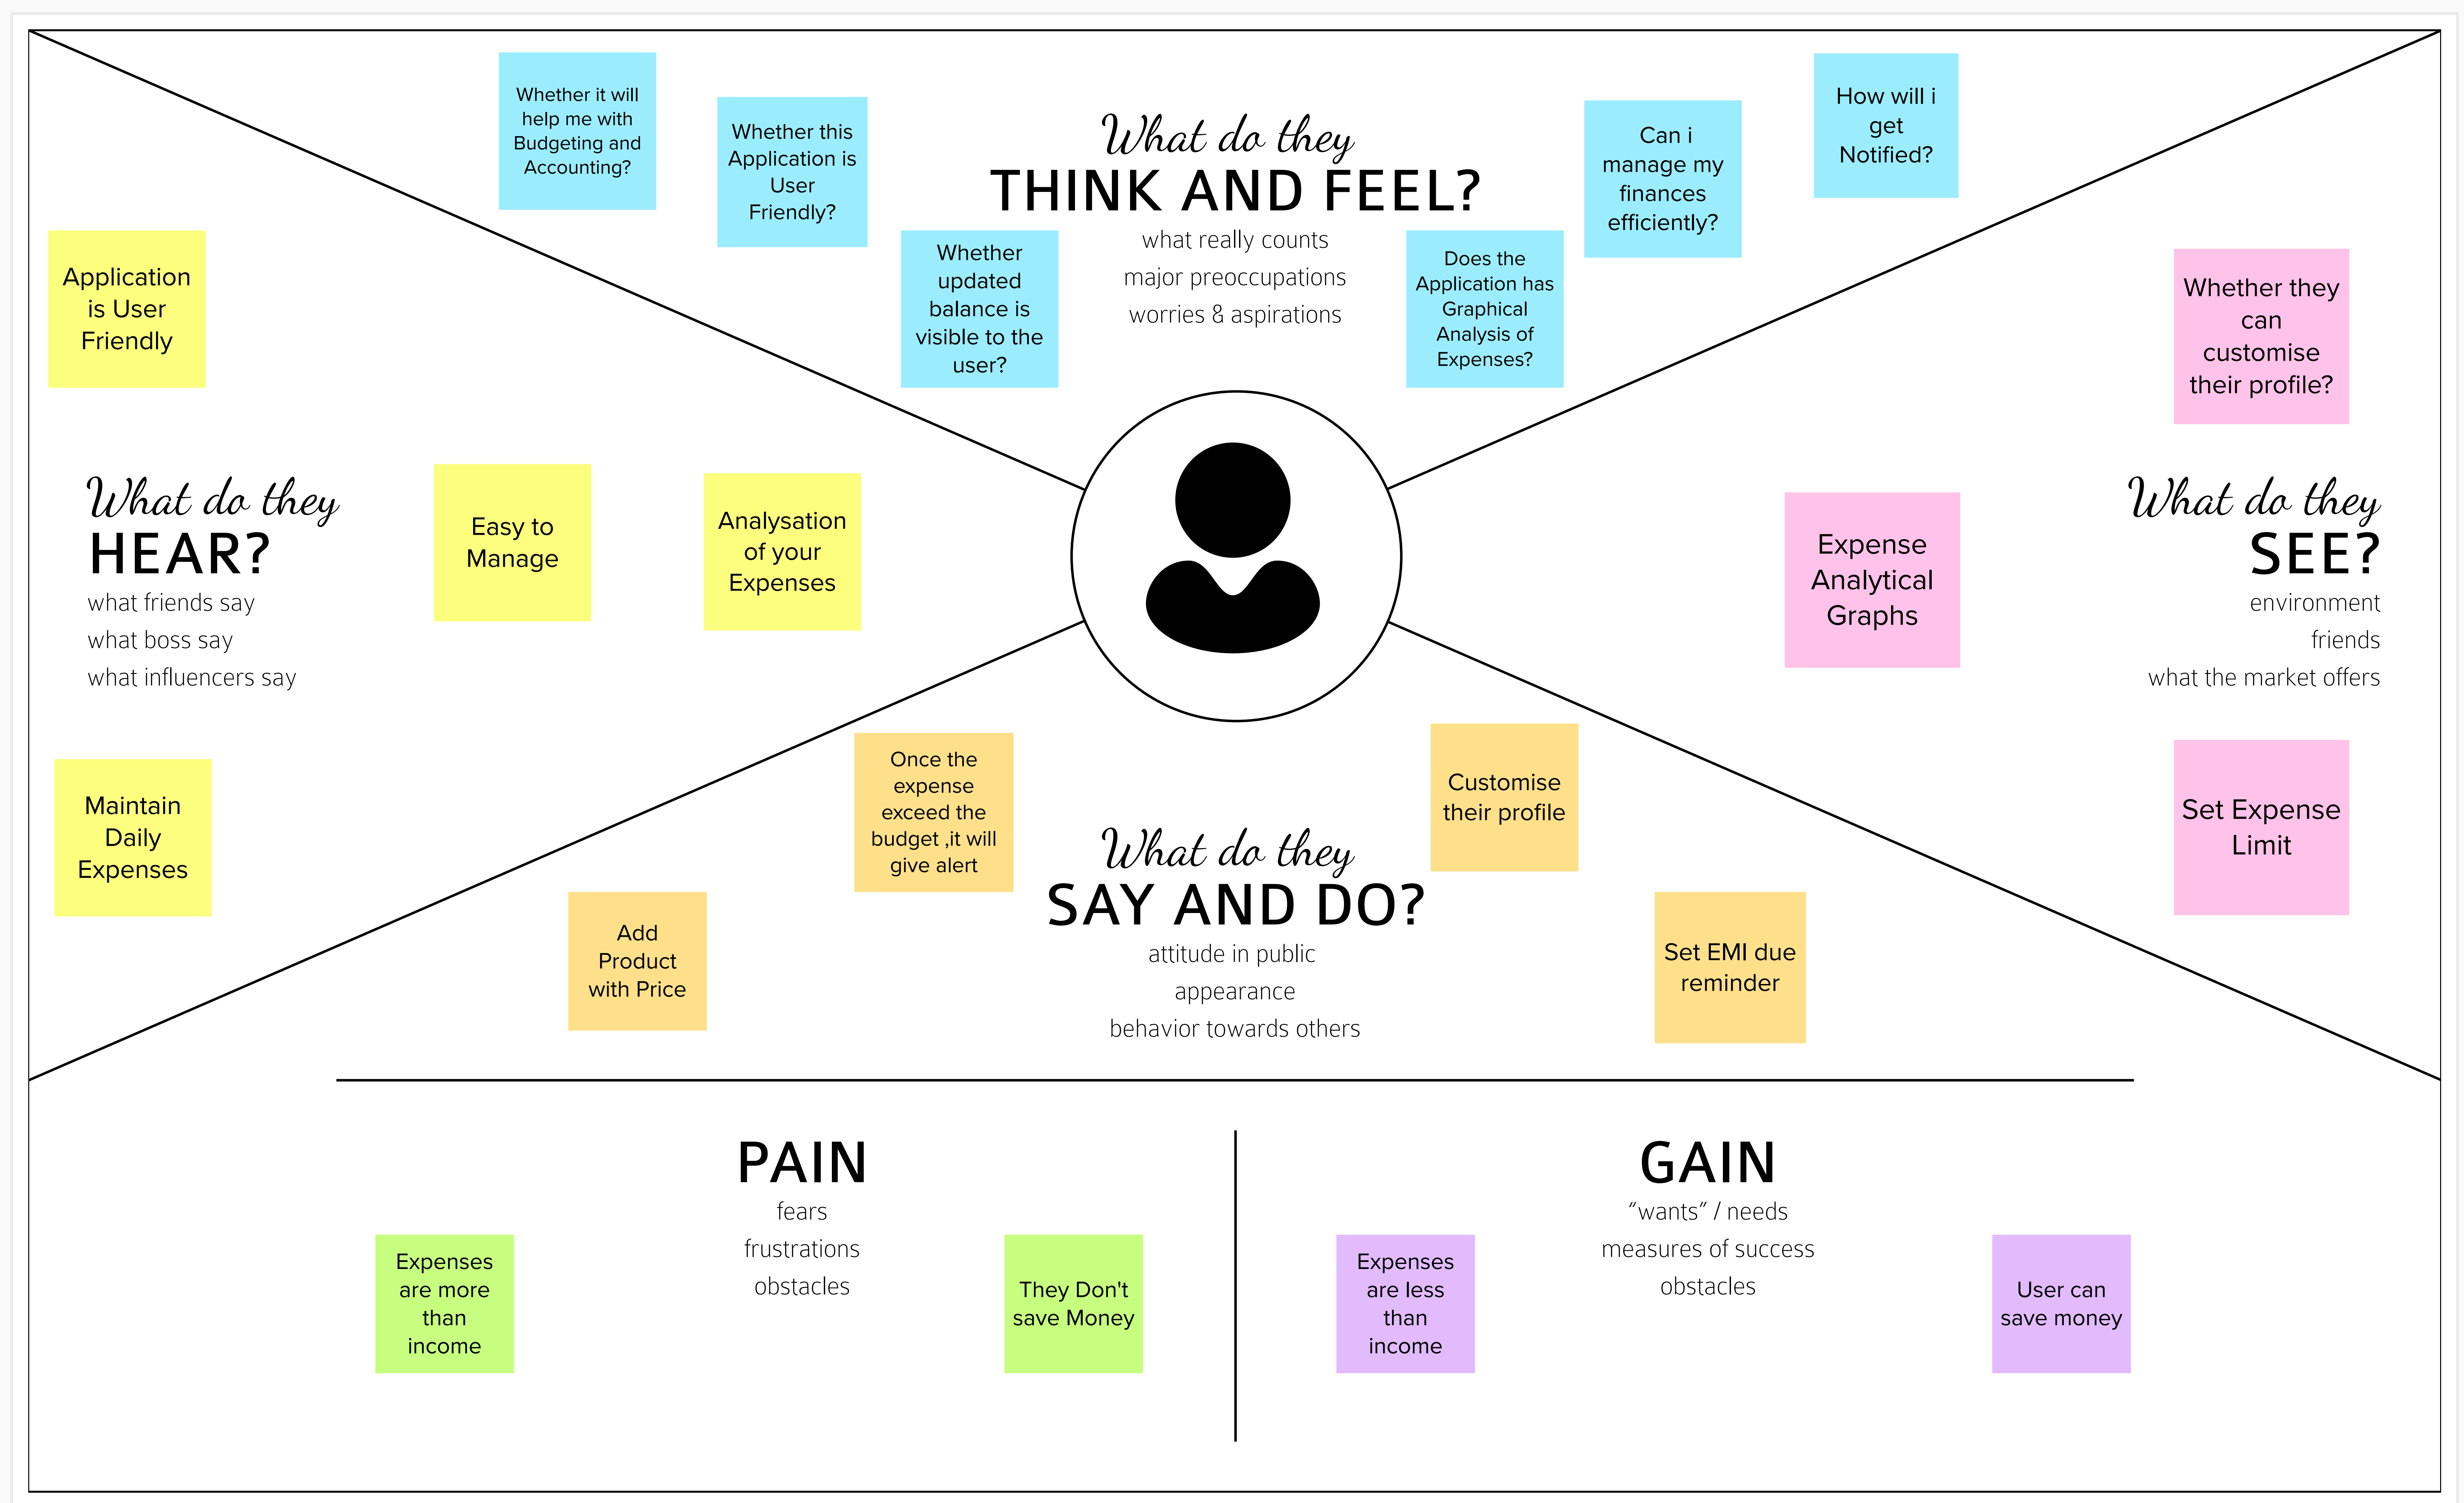 Whether it will
help me with
Budgeting and
Accounting?
Whether this
Application is
User
Friendly?
Whether
updated
balance is
visible to the
user?
What do they
THINK AND FEEL?
what really counts
major preoccupations
worries & aspirations
Does the
Application has
Graphical
Analysis of
Expenses?
Can i
manage my
finances
efficiently?
How will i
get
Notified?
Application
is User
Friendly
What do they
HEAR?
what friends say
what boss say
what influencers say
Easy to
Manage
Analysation
of your
Expenses
Maintain
Daily
Expenses
Whether they
can
customise
their profile?
Expense
Analytical
Graphs
What do they
SEE?
environment
friends
what the market offers
Set Expense
Limit
Add
Product
with Price
Once the
expense
exceed the
budget ,it will
give alert
What do they
SAY AND DO?
attitude in public
appearance
behavior towards others
Customise
their profile
Set EMI due
reminder
PAIN
fears
frustrations
obstacles
Expenses
are more
than
income
They Don't
save Money
GAIN
“wants” / needs
measures of success
obstacles
Expenses
are less
than
income
User can
save money